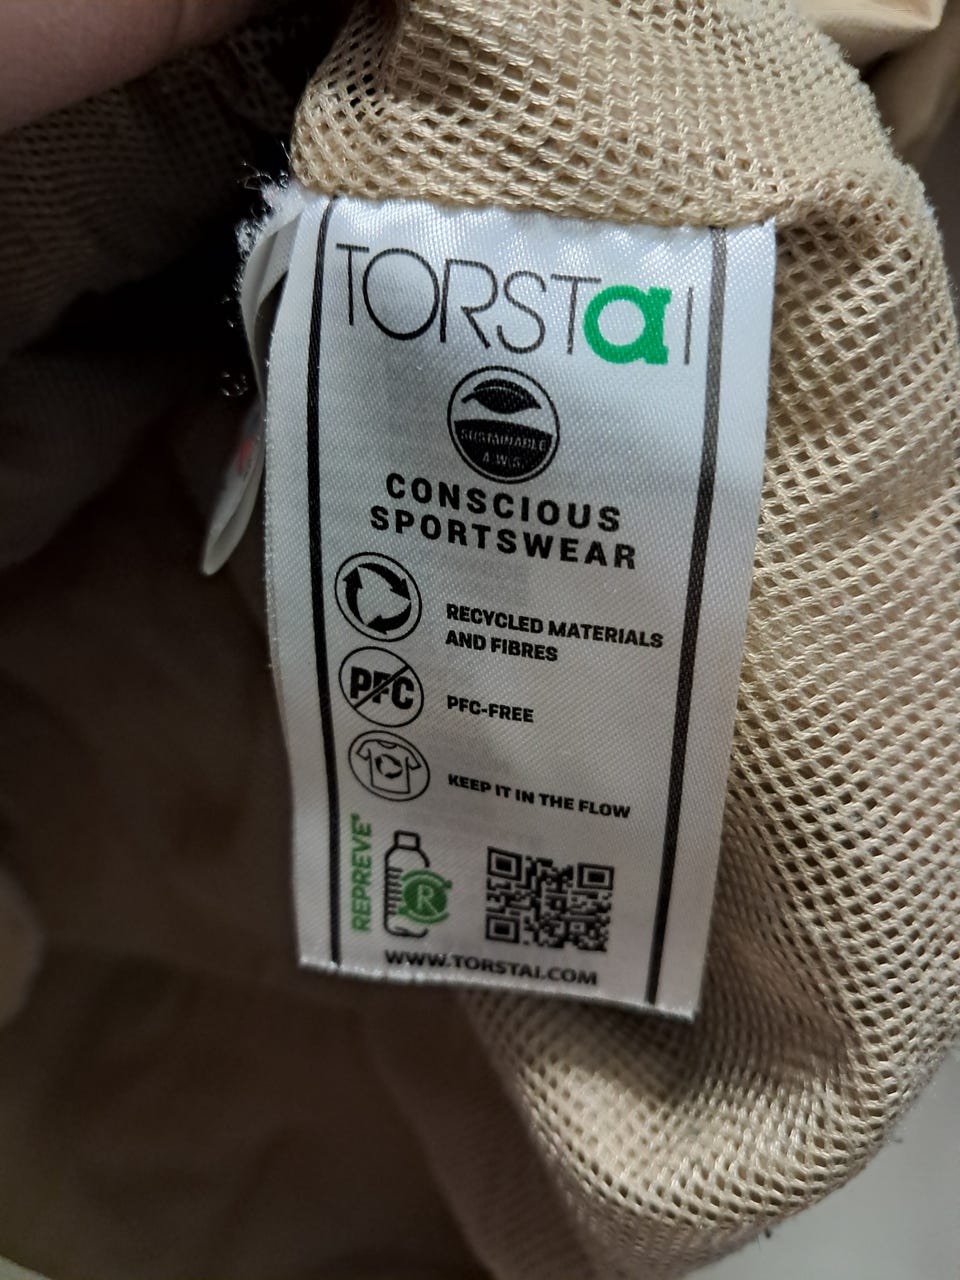 TORSTAI
SUSTAINABLE
A.W.S.
CONSCIOUS
SPORTSWEAR
RECYCLED MATERIALS
AND FIBRES
PFC
PFC-FREE
KEEP IT IN THE FLOW
REPREVE®
R
WWW.TORSTAI.COM